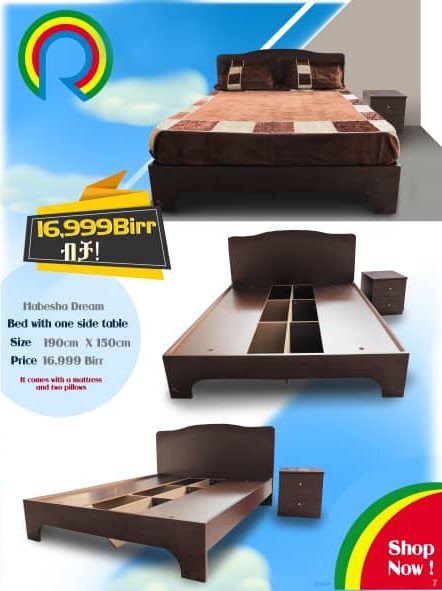 16,999Birr
ብቻ!
Habesha Dream
Bed with one side table
Size 190cm X 150cm
Price 16,999 Birr
It comes with a mattress
and two pillows
Shop
Now !
7